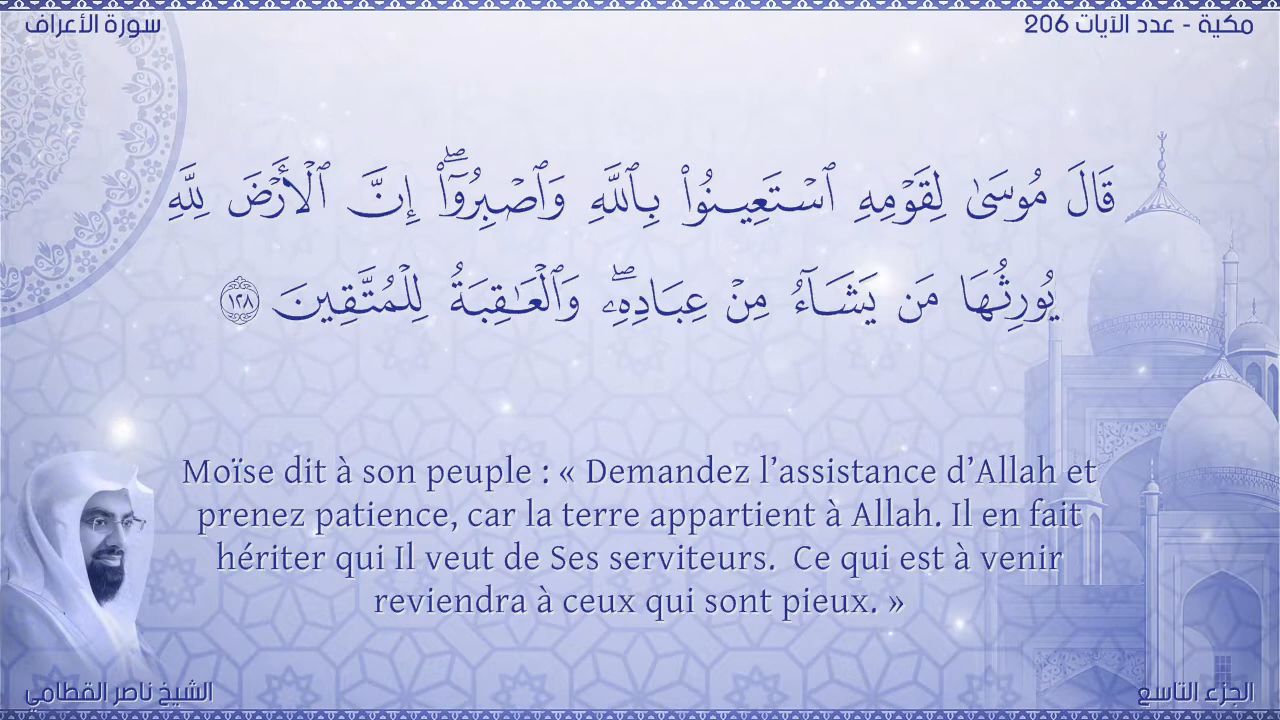 مكية - عدد الآيات 206
سورة الأعراف
قَالَ مُوسَىٰ لِقَوْمِهِ ٱسْتَعِينُوا۟ بِٱللَّهِ وَٱصْبِرُوٓا۟ ۖ إِنَّ ٱلْأَرْضَ لِلَّهِ
يُورِثُهَا مَن يَشَآءُ مِنْ عِبَادِهِۦ ۖ وَٱلْعَـٰقِبَةُ لِلْمُتَّقِينَ ١٢٨
Moïse dit à son peuple : « Demandez l’assistance d’Allah et
prenez patience, car la terre appartient à Allah. Il en fait
hériter qui Il veut de Ses serviteurs.  Ce qui est à venir
reviendra à ceux qui sont pieux. »
الجزء التاسع
الشيخ ناصر القطامي